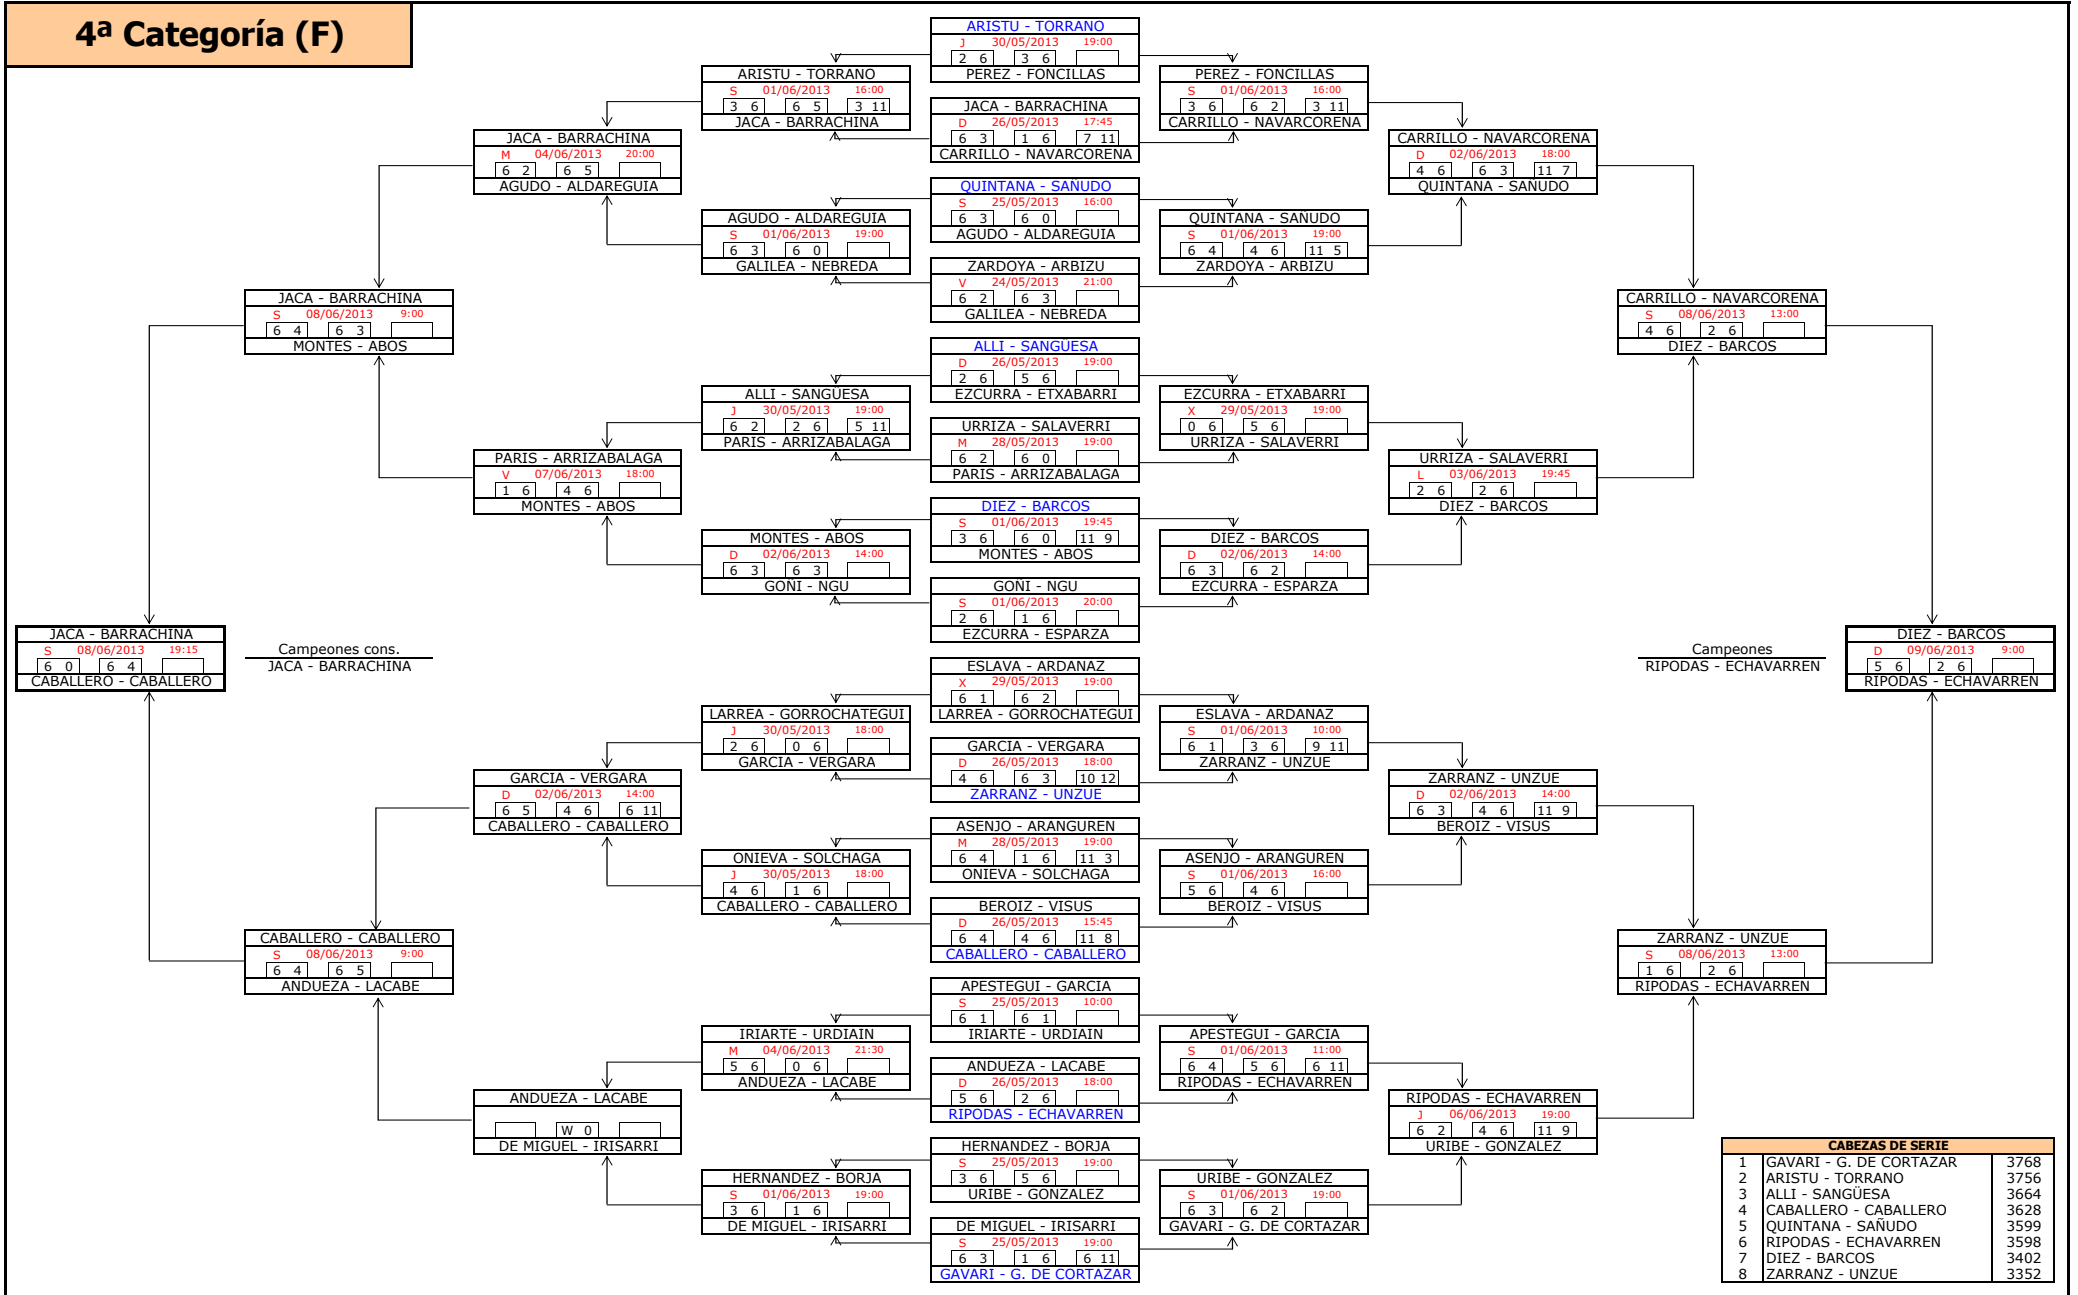 4ª Categoría (F)
ARISTU - TORRANO
J 30/05/2013 19:00
2 6 3 6
PEREZ - FONCILLAS
JACA - BARRACHINA
D 26/05/2013 17:45
6 3 1 6 7 11
CARRILLO - NAVARCORENA
QUINTANA - SAÑUDO
S 25/05/2013 16:00
6 3 6 0
AGUDO - ALDAREGUIA
ZARDOYA - ARBIZU
V 24/05/2013 21:00
6 2 6 3
GALILEA - NEBREDA
ALLI - SANGÜESA
D 26/05/2013 19:00
2 6 5 6
EZCURRA - ETXABARRI
URRIZA - SALAVERRI
M 28/05/2013 19:00
6 2 6 0
PARIS - ARRIZABALAGA
DIEZ - BARCOS
S 01/06/2013 19:45
3 6 6 0 11 9
MONTES - ABOS
GOÑI - NGU
S 01/06/2013 20:00
2 6 1 6
EZCURRA - ESPARZA
ESLAVA - ARDANAZ
X 29/05/2013 19:00
6 1 6 2
LARREA - GORROCHATEGUI
GARCIA - VERGARA
D 26/05/2013 18:00
4 6 6 3 10 12
ZARRANZ - UNZUE
ASENJO - ARANGUREN
M 28/05/2013 19:00
6 4 1 6 11 3
ONIEVA - SOLCHAGA
BEROIZ - VISUS
D 26/05/2013 15:45
6 4 4 6 11 8
CABALLERO - CABALLERO
APESTEGUI - GARCIA
S 25/05/2013 10:00
6 1 6 1
IRIARTE - URDIAIN
ANDUEZA - LACABE
D 26/05/2013 18:00
5 6 2 6
RIPODAS - ECHAVARREN
HERNANDEZ - BORJA
S 25/05/2013 19:00
3 6 5 6
URIBE - GONZALEZ
DE MIGUEL - IRISARRI
S 25/05/2013 19:00
6 3 1 6 6 11
GAVARI - G. DE CORTAZAR
ARISTU - TORRANO
S 01/06/2013 16:00
3 6 6 5 3 11
JACA - BARRACHINA
AGUDO - ALDAREGUIA
S 01/06/2013 19:00
6 3 6 0
GALILEA - NEBREDA
ALLI - SANGÜESA
J 30/05/2013 19:00
6 2 2 6 5 11
PARIS - ARRIZABALAGA
MONTES - ABOS
D 02/06/2013 14:00
6 3 6 3
GOÑI - NGU
LARREA - GORROCHATEGUI
J 30/05/2013 18:00
2 6 0 6
GARCIA - VERGARA
ONIEVA - SOLCHAGA
J 30/05/2013 18:00
4 6 1 6
CABALLERO - CABALLERO
IRIARTE - URDIAIN
M 04/06/2013 21:30
5 6 0 6
ANDUEZA - LACABE
HERNANDEZ - BORJA
S 01/06/2013 19:00
3 6 1 6
DE MIGUEL - IRISARRI
JACA - BARRACHINA
M 04/06/2013 20:00
6 2 6 5
AGUDO - ALDAREGUIA
PARIS - ARRIZABALAGA
V 07/06/2013 18:00
1 6 4 6
MONTES - ABOS
GARCIA - VERGARA
D 02/06/2013 14:00
6 5 4 6 6 11
CABALLERO - CABALLERO
ANDUEZA - LACABE
W 0
DE MIGUEL - IRISARRI
JACA - BARRACHINA
S 08/06/2013 9:00
6 4 6 3
MONTES - ABOS
CABALLERO - CABALLERO
S 08/06/2013 9:00
6 4 6 5
ANDUEZA - LACABE
JACA - BARRACHINA
S 08/06/2013 19:15
6 0 6 4
CABALLERO - CABALLERO
Campeones cons.
JACA - BARRACHINA
PEREZ - FONCILLAS
S 01/06/2013 16:00
3 6 6 2 3 11
CARRILLO - NAVARCORENA
QUINTANA - SAÑUDO
S 01/06/2013 19:00
6 4 4 6 11 5
ZARDOYA - ARBIZU
EZCURRA - ETXABARRI
X 29/05/2013 19:00
0 6 5 6
URRIZA - SALAVERRI
DIEZ - BARCOS
D 02/06/2013 14:00
6 3 6 2
EZCURRA - ESPARZA
ESLAVA - ARDANAZ
S 01/06/2013 10:00
6 1 3 6 9 11
ZARRANZ - UNZUE
ASENJO - ARANGUREN
S 01/06/2013 16:00
5 6 4 6
BEROIZ - VISUS
APESTEGUI - GARCIA
S 01/06/2013 11:00
6 4 5 6 6 11
RIPODAS - ECHAVARREN
URIBE - GONZALEZ
S 01/06/2013 19:00
6 3 6 2
GAVARI - G. DE CORTAZAR
CARRILLO - NAVARCORENA
D 02/06/2013 18:00
4 6 6 3 11 7
QUINTANA - SAÑUDO
URRIZA - SALAVERRI
L 03/06/2013 19:45
2 6 2 6
DIEZ - BARCOS
ZARRANZ - UNZUE
D 02/06/2013 14:00
6 3 4 6 11 9
BEROIZ - VISUS
RIPODAS - ECHAVARREN
J 06/06/2013 19:00
6 2 4 6 11 9
URIBE - GONZALEZ
CARRILLO - NAVARCORENA
S 08/06/2013 13:00
4 6 2 6
DIEZ - BARCOS
ZARRANZ - UNZUE
S 08/06/2013 13:00
1 6 2 6
RIPODAS - ECHAVARREN
Campeones
RIPODAS - ECHAVARREN
DIEZ - BARCOS
D 09/06/2013 9:00
5 6 2 6
RIPODAS - ECHAVARREN
CABEZAS DE SERIE
1 GAVARI - G. DE CORTAZAR 3768
2 ARISTU - TORRANO 3756
3 ALLI - SANGÜESA 3664
4 CABALLERO - CABALLERO 3628
5 QUINTANA - SAÑUDO 3599
6 RIPODAS - ECHAVARREN 3598
7 DIEZ - BARCOS 3402
8 ZARRANZ - UNZUE 3352